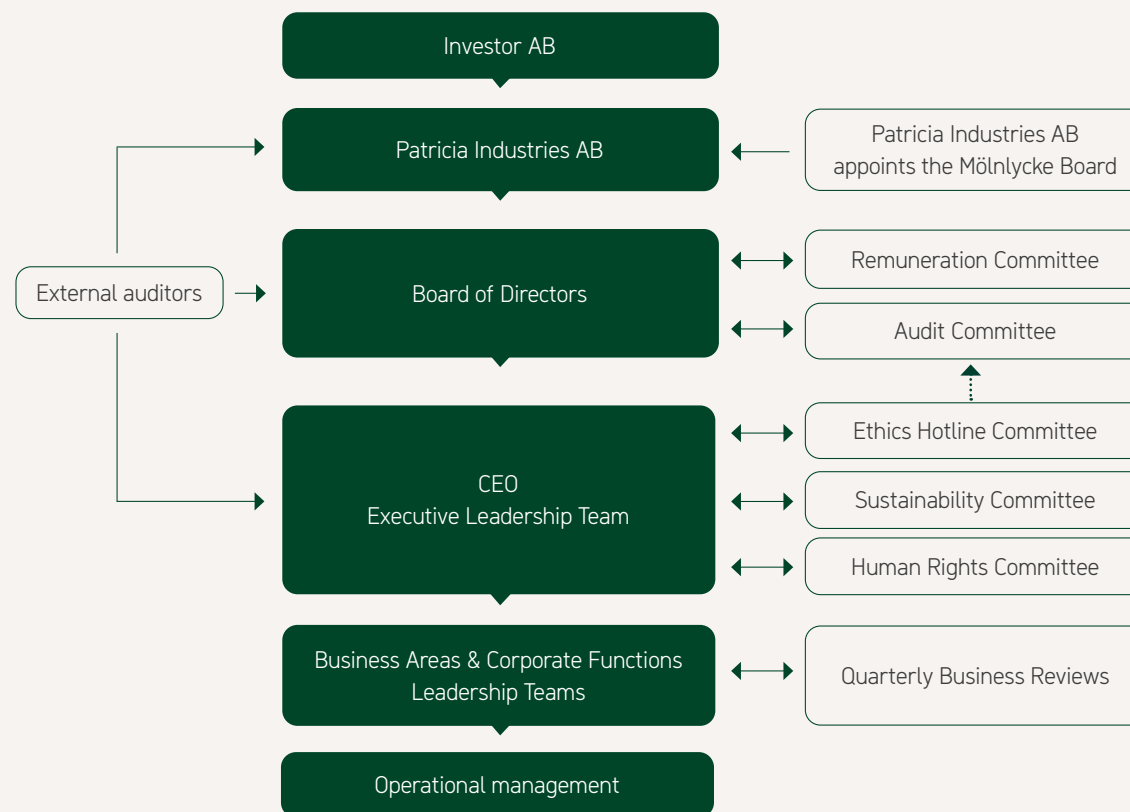 Investor AB
Patricia Industries AB
Patricia Industries AB
appoints the Mölnlycke Board
External auditors
Board of Directors
Remuneration Committee
Audit Committee
CEO
Executive Leadership Team
Ethics Hotline Committee
Sustainability Committee
Human Rights Committee
Business Areas & Corporate Functions
Leadership Teams
Quarterly Business Reviews
Operational management